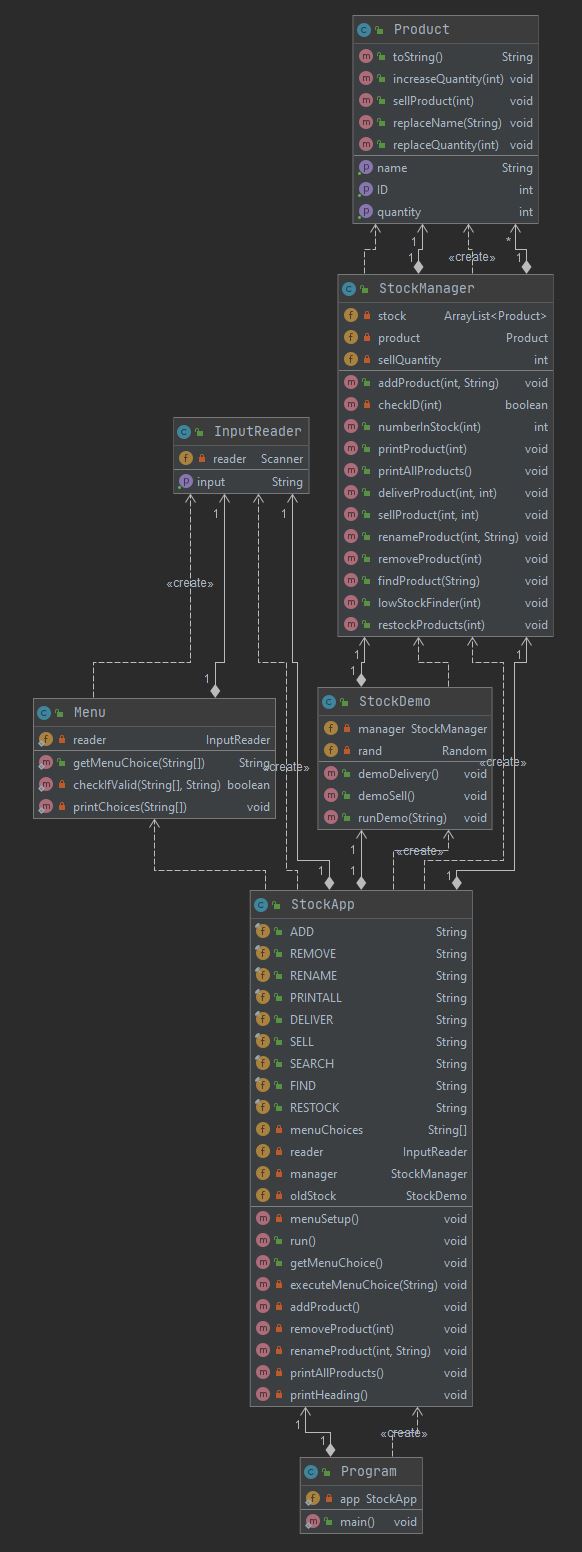 Product
toString() String
increaseQuantity(int) void
sellProduct(int) void
replaceName(String) void
replaceQuantity(int) void
name String
ID int
quantity int
1 *
1 «create» 1
StockManager
stock ArrayList<Product>
product Product
sellQuantity int
addProduct(int, String) void
checkID(int) boolean
numberInStock(int) int
printProduct(int) void
printAllProducts() void
deliverProduct(int, int) void
sellProduct(int, int) void
renameProduct(int, String) void
removeProduct(int) void
findProduct(String) void
lowStockFinder(int) void
restockProducts(int) void
InputReader
reader Scanner
input String
1 1
«create»
1
Menu
reader InputReader
getMenuChoice(String[]) String
checkIfValid(String[], String) boolean
printChoices(String[]) void
«create»
1 1
1
StockDemo
manager StockManager
rand Random
demoDelivery() void
demoSell() void
runDemo(String) void
«create»
1 «create»
1 1 1
StockApp
ADD String
REMOVE String
RENAME String
PRINTALL String
DELIVER String
SELL String
SEARCH String
FIND String
RESTOCK String
menuChoices String[]
reader InputReader
manager StockManager
oldStock StockDemo
menuSetup() void
run() void
getMenuChoice() void
executeMenuChoice(String) void
addProduct() void
removeProduct(int) void
renameProduct(int, String) void
printAllProducts() void
printHeading() void
1
1 «create»
Program
app StockApp
main() void